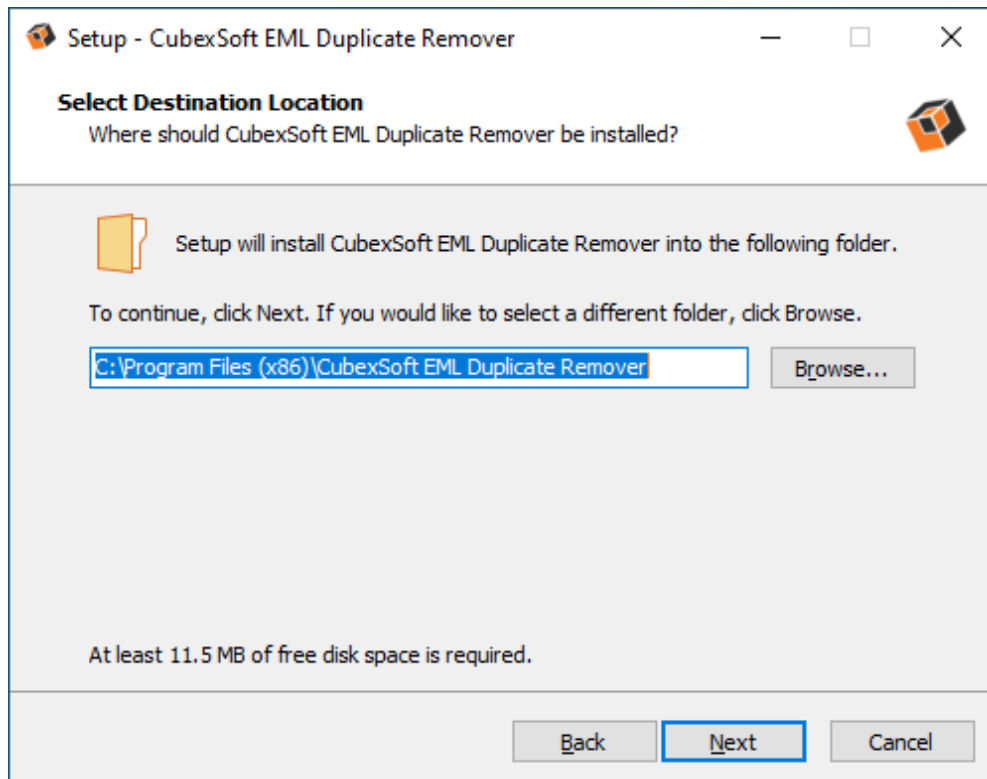 Setup - CubexSoft EML Duplicate Remover
Select Destination Location
Where should CubexSoft EML Duplicate Remover be installed?
Setup will install CubexSoft EML Duplicate Remover into the following folder.
To continue, click Next. If you would like to select a different folder, click Browse.
C:\Program Files (x86)\CubexSoft EML Duplicate Remover Browse...
At least 11.5 MB of free disk space is required.
Back Next Cancel